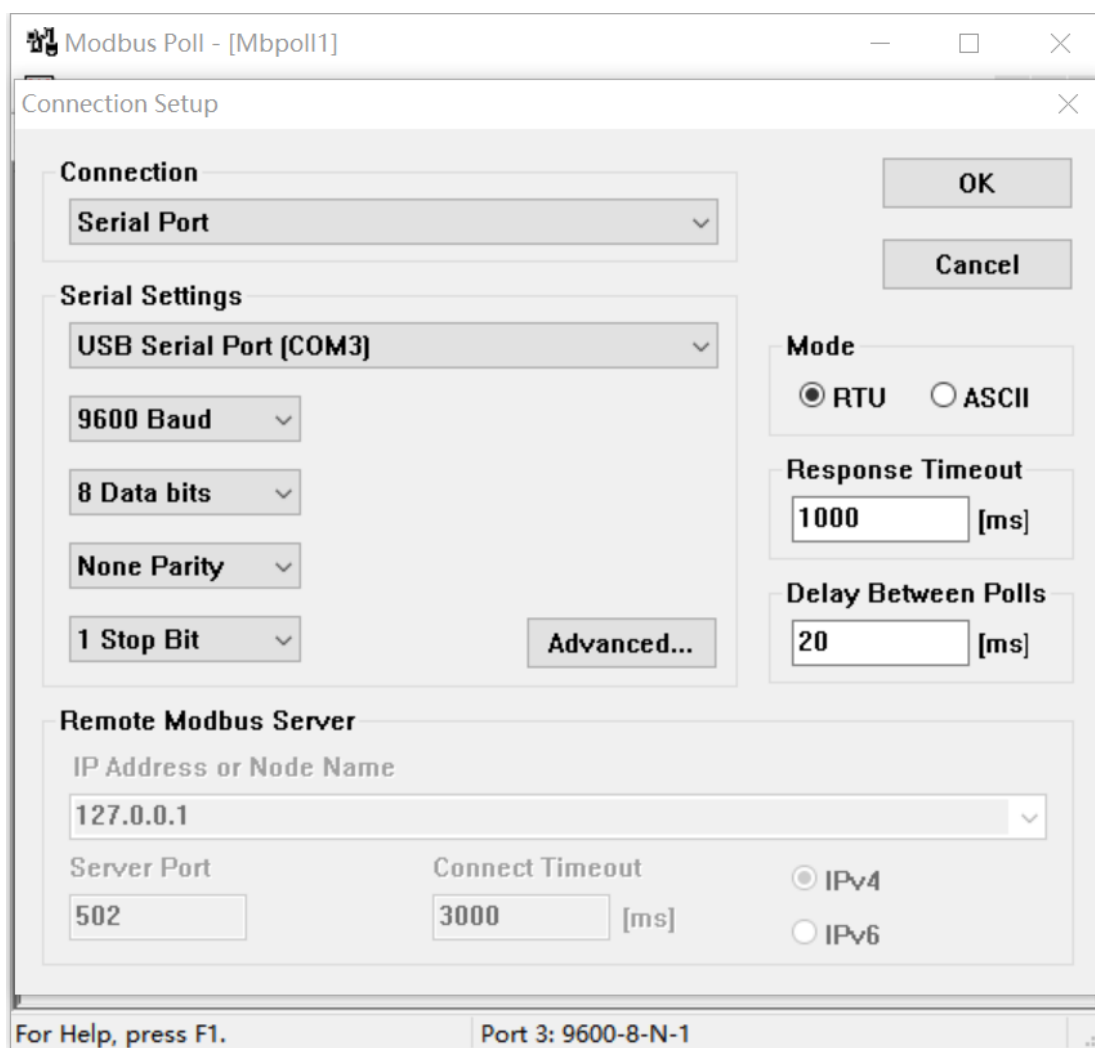 Modbus Poll - [Mbpoll1]
Connection Setup
Connection
OK
Serial Port
Cancel
Serial Settings
USB Serial Port (COM3)
Mode
RTU ASCII
9600 Baud
8 Data bits
Response Timeout
1000 [ms]
None Parity
Delay Between Polls
1 Stop Bit
Advanced...
20 [ms]
Remote Modbus Server
IP Address or Node Name
127.0.0.1
Server Port
Connect Timeout
IPv4
502
3000 [ms]
IPv6
For Help, press F1.
Port 3: 9600-8-N-1